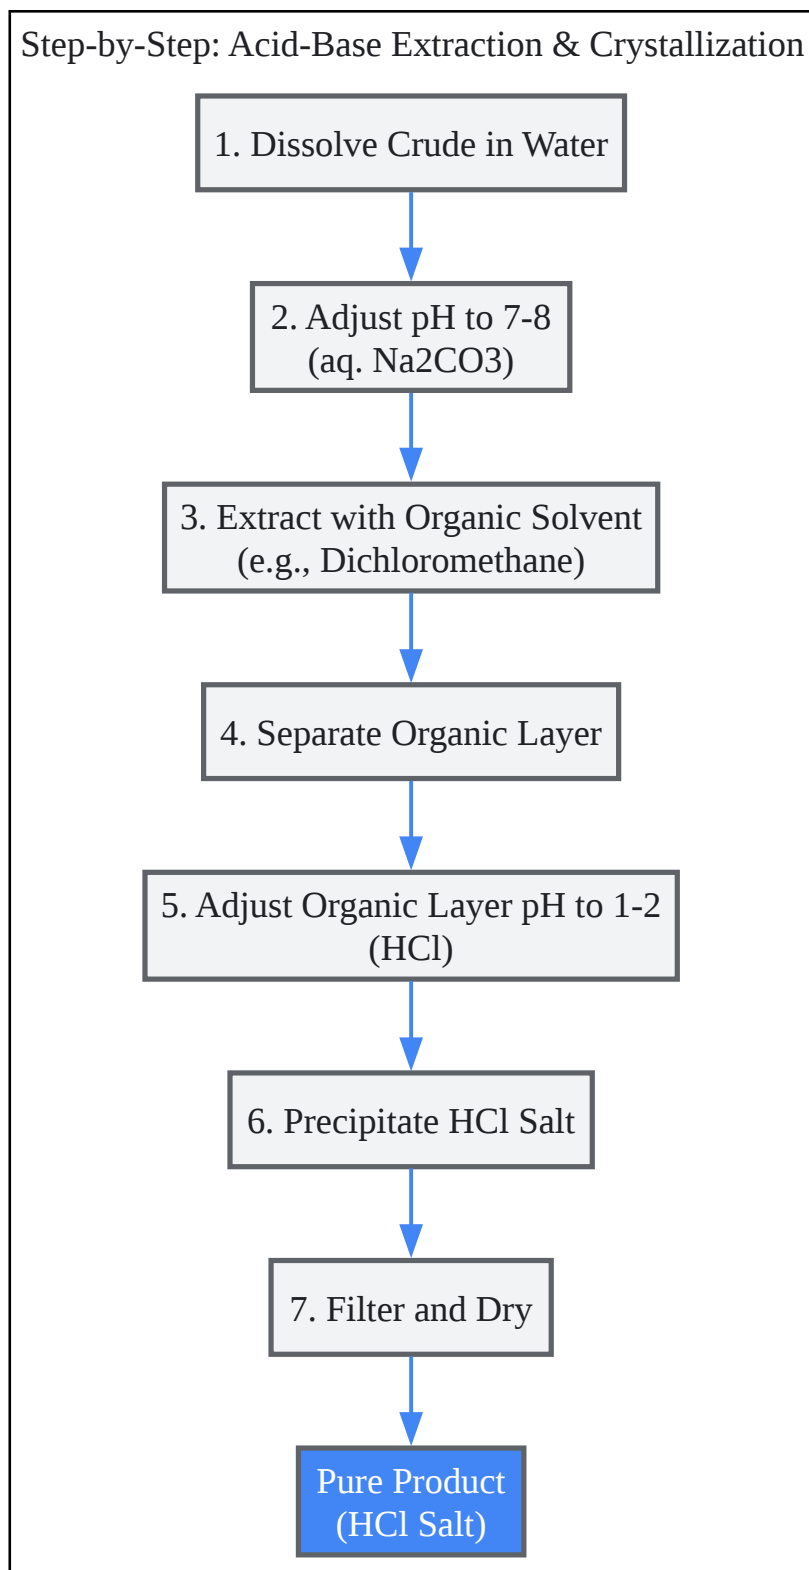 Step-by-Step: Acid-Base Extraction & Crystallization
1. Dissolve Crude in Water
2. Adjust pH to 7-8
(aq. Na2CO3)
3. Extract with Organic Solvent
(e.g., Dichloromethane)
4. Separate Organic Layer
5. Adjust Organic Layer pH to 1-2
(HCl)
6. Precipitate HCl Salt
7. Filter and Dry
Pure Product
(HCl Salt)